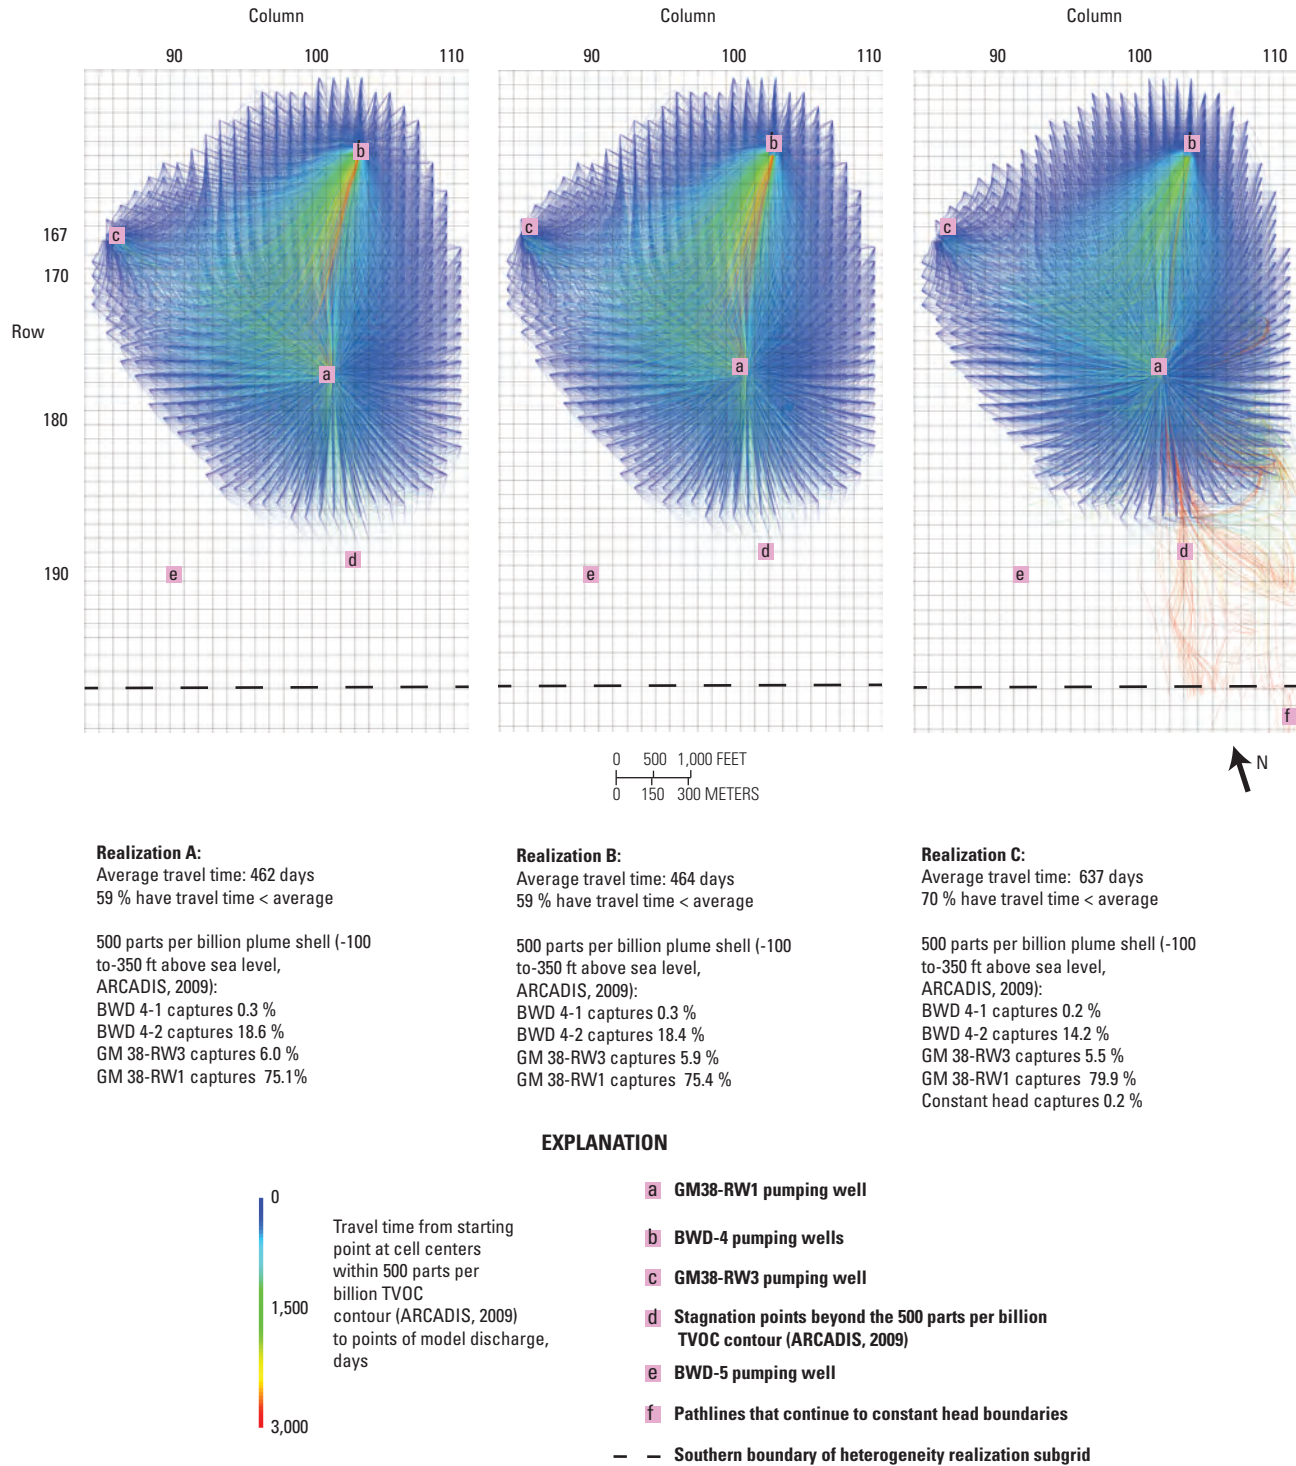 Column
Column
Column
90 100 110
90 100 110
90 100 110
b
b
b
c
c
c
167
170
Row
a
a
a
180
d
d
d
190
e
e
e
f
0 500 1,000 FEET
0 150 300 METERS
N
Realization A:
Average travel time: 462 days
59 % have travel time < average
500 parts per billion plume shell (-100
to-350 ft above sea level,
ARCADIS, 2009):
BWD 4-1 captures 0.3 %
BWD 4-2 captures 18.6 %
GM 38-RW3 captures 6.0 %
GM 38-RW1 captures 75.1%
Realization B:
Average travel time: 464 days
59 % have travel time < average
500 parts per billion plume shell (-100
to-350 ft above sea level,
ARCADIS, 2009):
BWD 4-1 captures 0.3 %
BWD 4-2 captures 18.4 %
GM 38-RW3 captures 5.9 %
GM 38-RW1 captures 75.4 %
Realization C:
Average travel time: 637 days
70 % have travel time < average
500 parts per billion plume shell (-100
to-350 ft above sea level,
ARCADIS, 2009):
BWD 4-1 captures 0.2 %
BWD 4-2 captures 14.2 %
GM 38-RW3 captures 5.5 %
GM 38-RW1 captures 79.9 %
Constant head captures 0.2 %
EXPLANATION
0
1,500
3,000
Travel time from starting
point at cell centers
within 500 parts per
billion TVOC
contour (ARCADIS, 2009)
to points of model discharge,
days
a GM38-RW1 pumping well
b BWD-4 pumping wells
c GM38-RW3 pumping well
d Stagnation points beyond the 500 parts per billion
TVOC contour (ARCADIS, 2009)
e BWD-5 pumping well
f Pathlines that continue to constant head boundaries
Southern boundary of heterogeneity realization subgrid